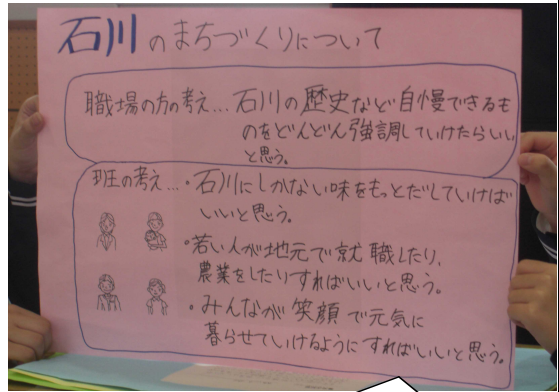 石川のまちづくりについて
職場の方の考え…石川の歴史など自慢できるも
のをどんどん強調していけたらいい
と思う。
班の考え…・石川にしかない味をもっとだしていけば
いいと思う。
・若い人が地元で就職したり、
農業をしたりすればいいと思う。
・みんなが笑顔で元気に
暮らせていけるようにすればいいと思う。